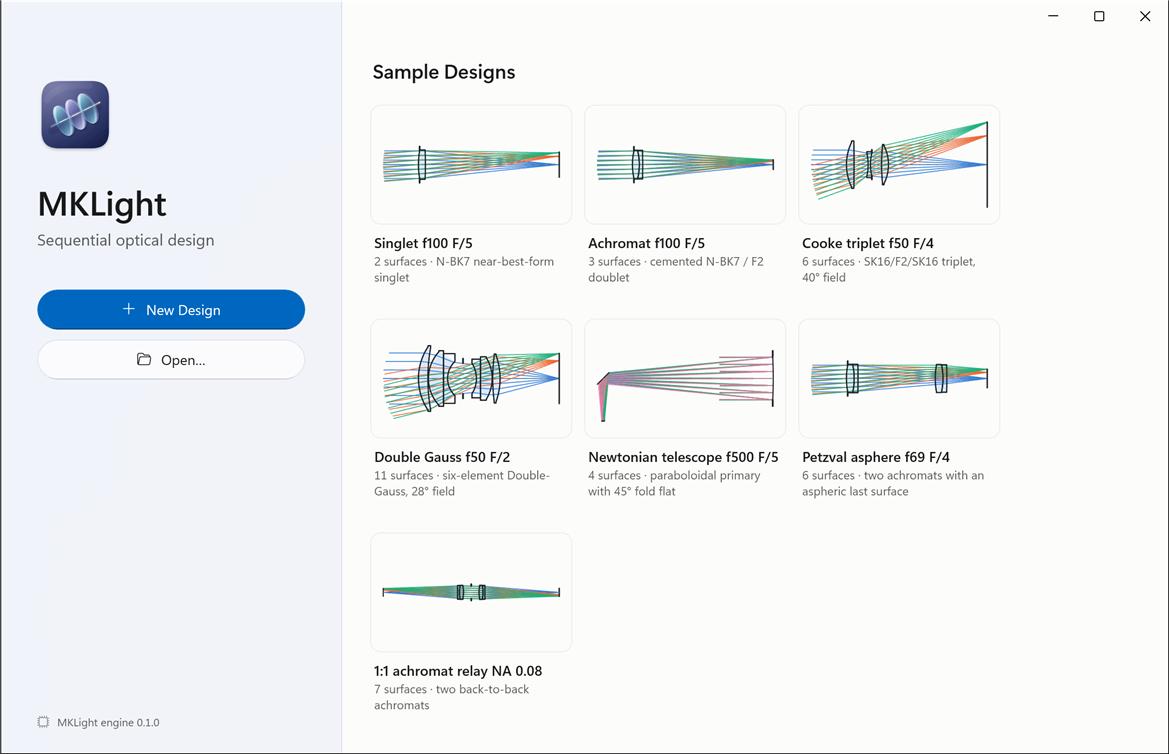 MKLight
Sequential optical design
New Design
Open...
MKLight engine 0.1.0
Sample Designs
Singlet f100 F/5
2 surfaces · N-BK7 near-best-form
singlet
Achromat f100 F/5
3 surfaces · cemented N-BK7 / F2
doublet
Cooke triplet f50 F/4
6 surfaces · SK16/F2/SK16 triplet,
40° field
Double Gauss f50 F/2
11 surfaces · six-element Double-
Gauss, 28° field
Newtonian telescope f500 F/5
4 surfaces · paraboloidal primary
with 45° fold flat
Petzval asphere f69 F/4
6 surfaces · two achromats with an
aspheric last surface
1:1 achromat relay NA 0.08
7 surfaces · two back-to-back
achromats